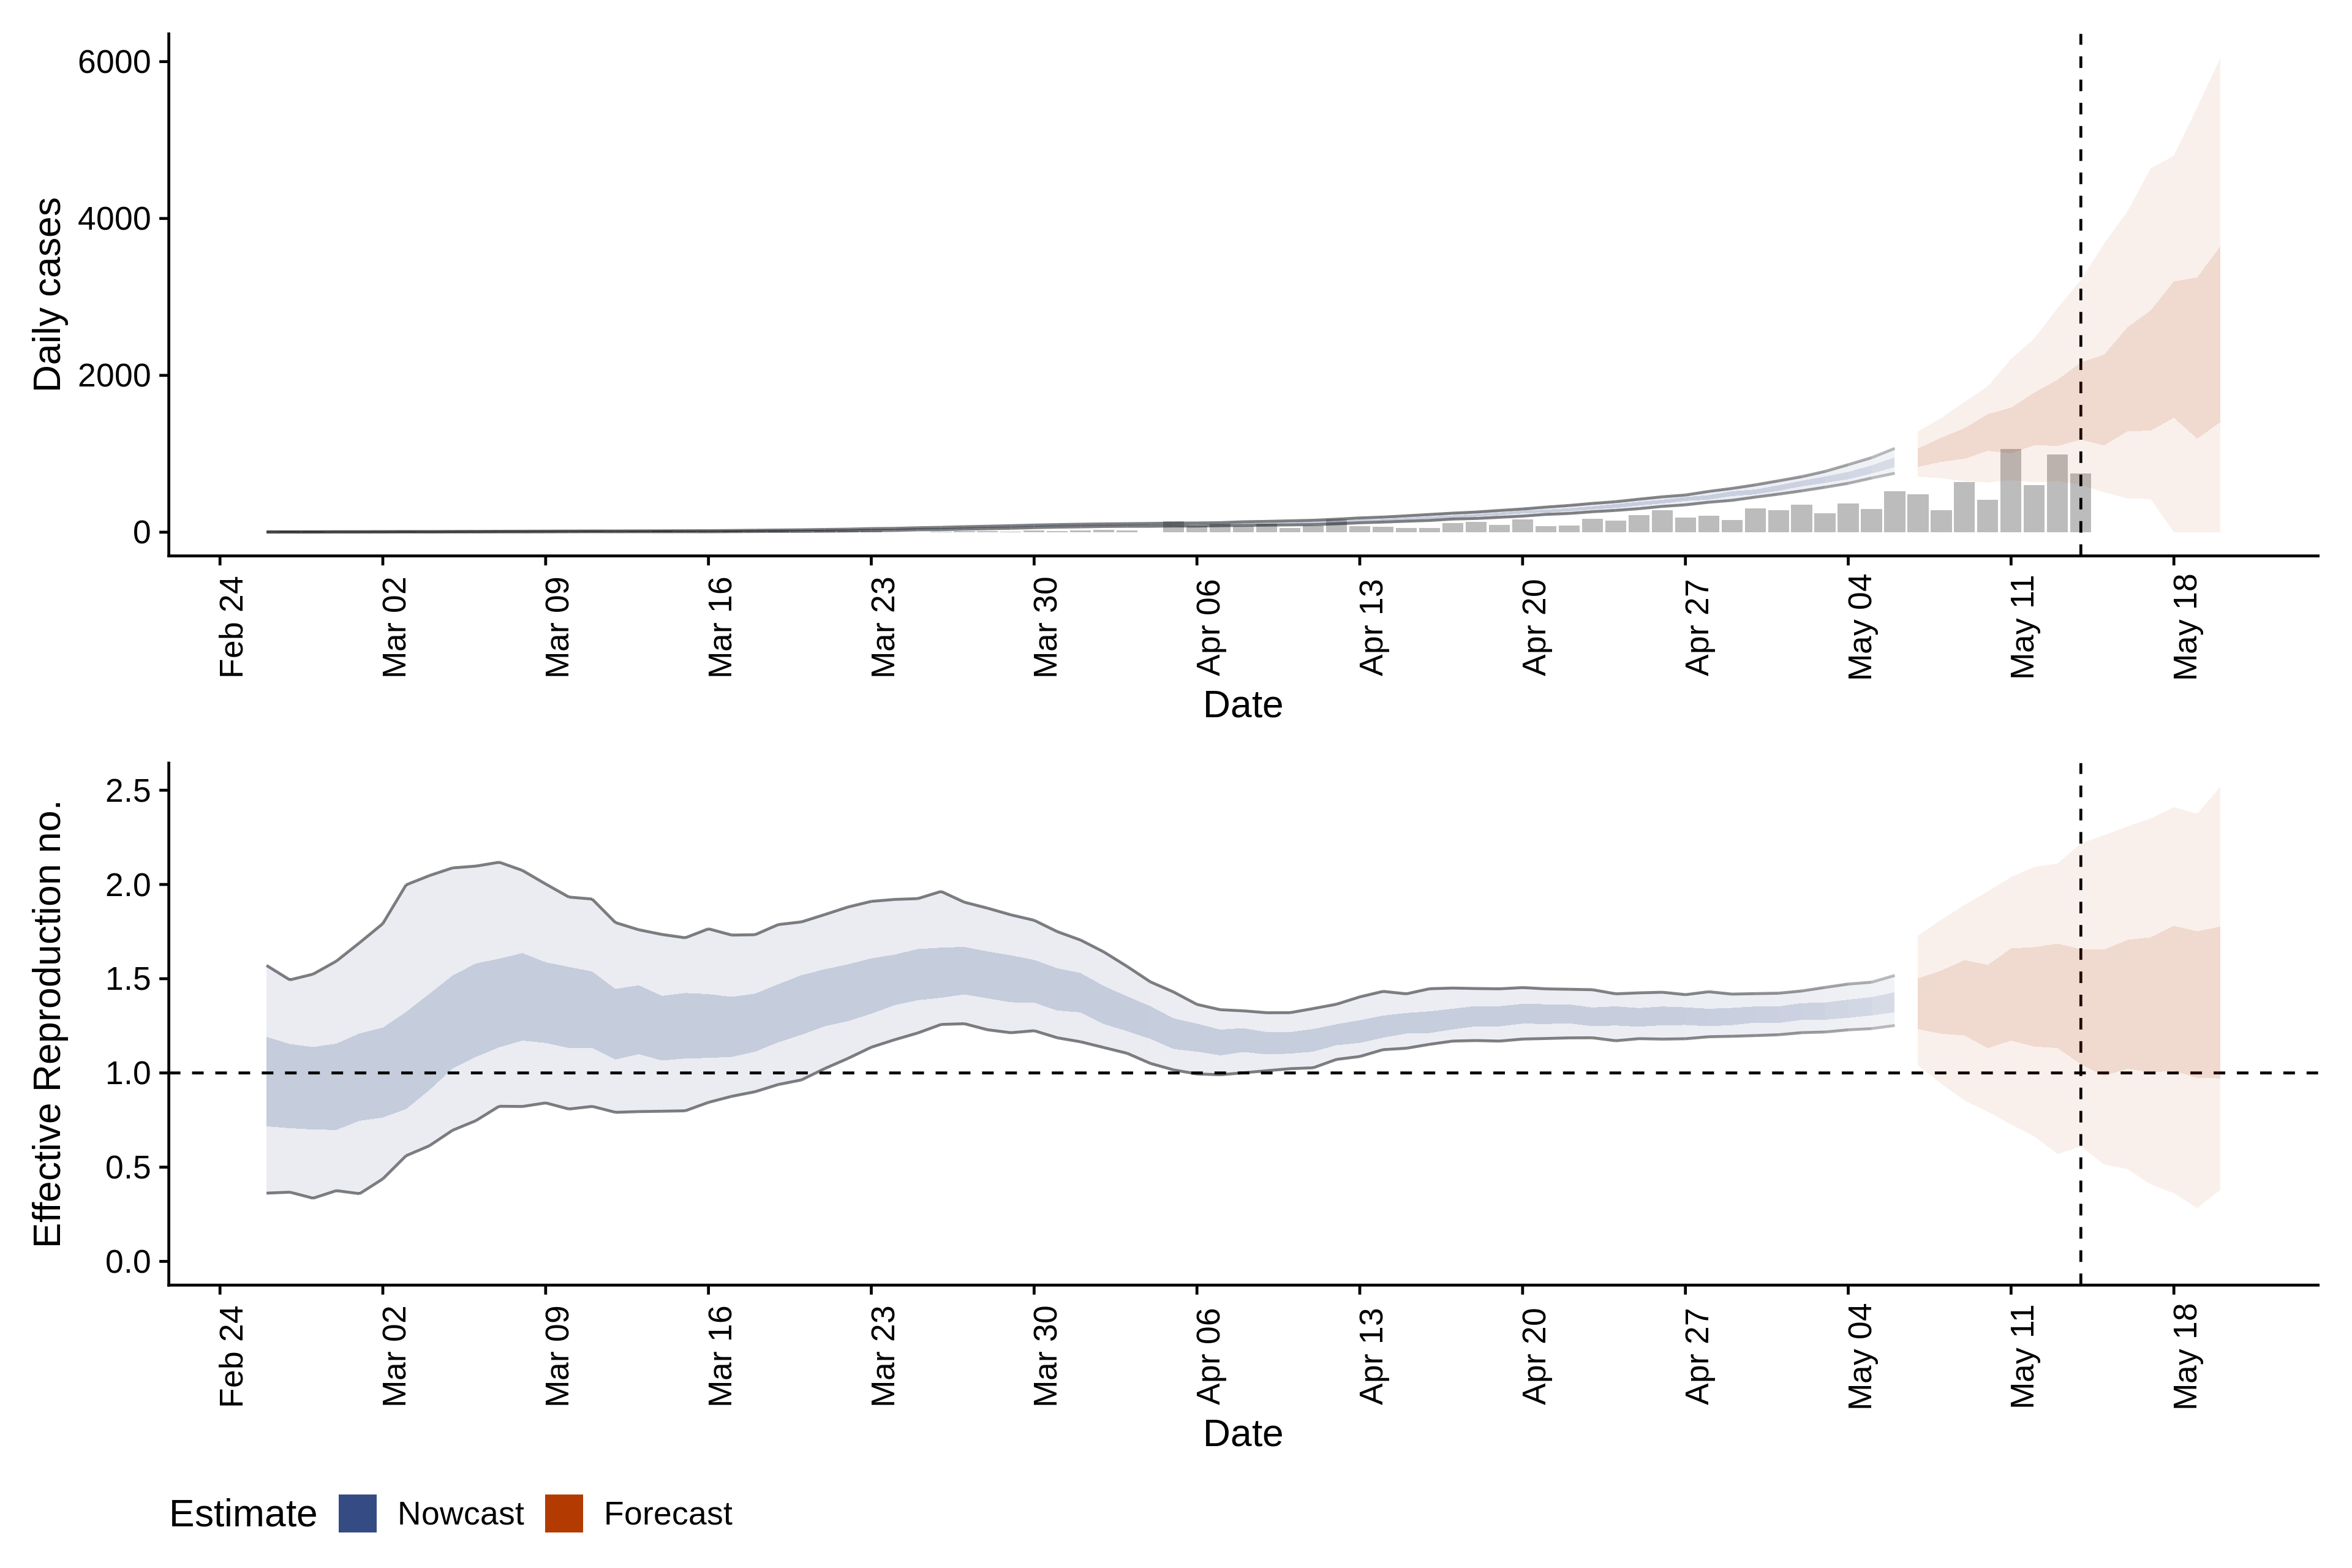 Daily cases
6000
4000
2000
0
Feb 24
Mar 02
Mar 09
Mar 16
Mar 23
Mar 30
Apr 06
Apr 13
Apr 20
Apr 27
May 04
May 11
May 18
Date
Effective Reproduction no.
2.5
2.0
1.5
1.0
0.5
0.0
Feb 24
Mar 02
Mar 09
Mar 16
Mar 23
Mar 30
Apr 06
Apr 13
Apr 20
Apr 27
May 04
May 11
May 18
Date
Estimate Nowcast Forecast